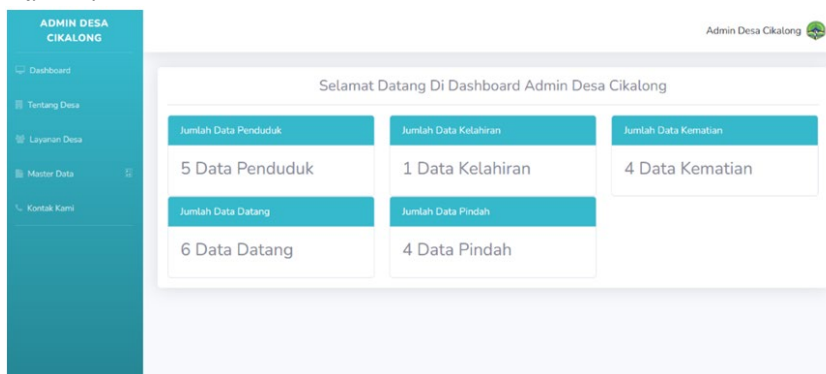 ADMIN DESA
CIKALONG
Admin Desa Cikalong
Dashboard
Tentang Desa
Layanan Desa
Master Data
Kontak Kami
Selamat Datang Di Dashboard Admin Desa Cikalong
Jumlah Data Penduduk
5 Data Penduduk
Jumlah Data Kelahiran
1 Data Kelahiran
Jumlah Data Kematian
4 Data Kematian
Jumlah Data Datang
6 Data Datang
Jumlah Data Pindah
4 Data Pindah